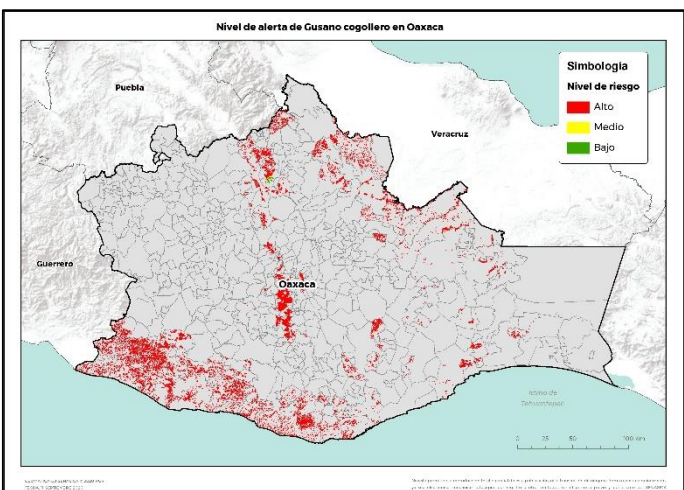 Nivel de alerta de Gusano cogollero en Oaxaca
Simbología
Nivel de riesgo
Alto
Medio
Bajo
Puebla
Veracruz
Guerrero
Oaxaca
Istmo de
Tehuantepec
0 25 50 100 km